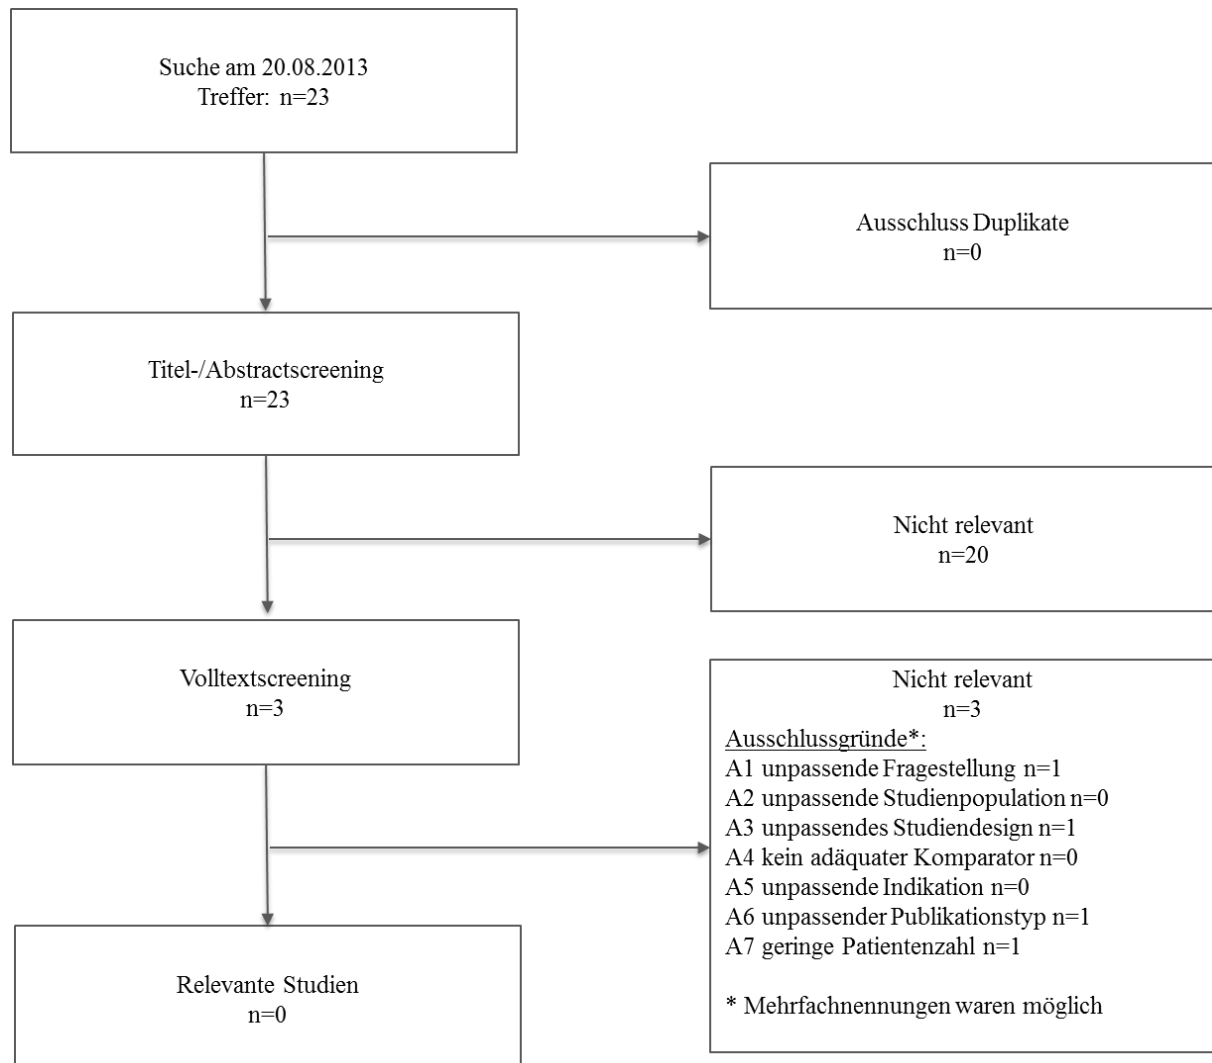 Suche am 20.08.2013
Treffer: n=23
Ausschluss Duplikate
n=0
Titel-/Abstractscreening
n=23
Nicht relevant
n=20
Volltextscreening
n=3
Nicht relevant
n=3
Ausschlussgründe*:
A1 unpassende Fragestellung n=1
A2 unpassende Studienpopulation n=0
A3 unpassendes Studiendesign n=1
A4 kein adäquater Komparator n=0
A5 unpassende Indikation n=0
A6 unpassender Publikationstyp n=1
A7 geringe Patientenzahl n=1
* Mehrfachnennungen waren möglich
Relevante Studien
n=0